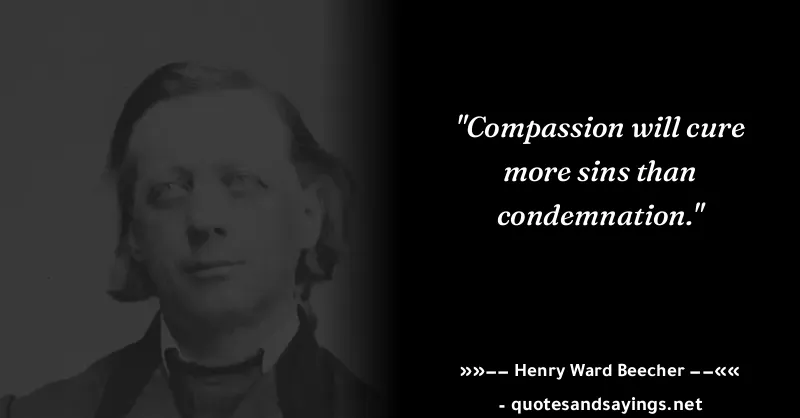 "Compassion will cure
more sins than
condemnation."
»»−− Henry Ward Beecher −−««
- quotesandsayings.net